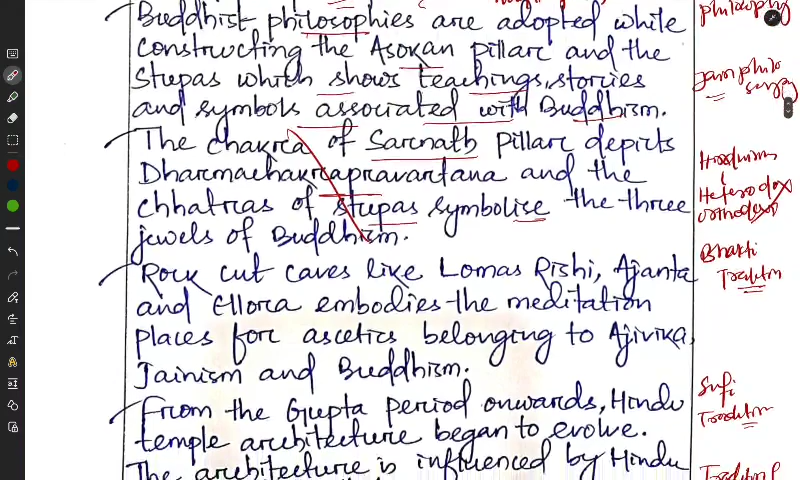 Buddhist philosophies are adopted while
philosophy
constructing the Asokan pillar and the
Stupas which shows teachings, stories
Jain philo
sophy
and symbols associated with Buddhism.
The chakra of Sarnath Pillar depicts
Dharmachakrapravartana and the
Hinduism
Heterodox
chhatras of stupas symbolise the three
orthodox
jewels of Buddhism.
Bhakti
Tradition
Rock cut caves like Lomas Rishi, Ajanta
and Ellora embodies the meditation
places for ascetics belonging to Ajivika,
Jainism and Buddhism.
Sufi
Tradition
From the Gupta period onwards, Hindu
temple architecture began to evolve.
The architecture is influenced by Hindu